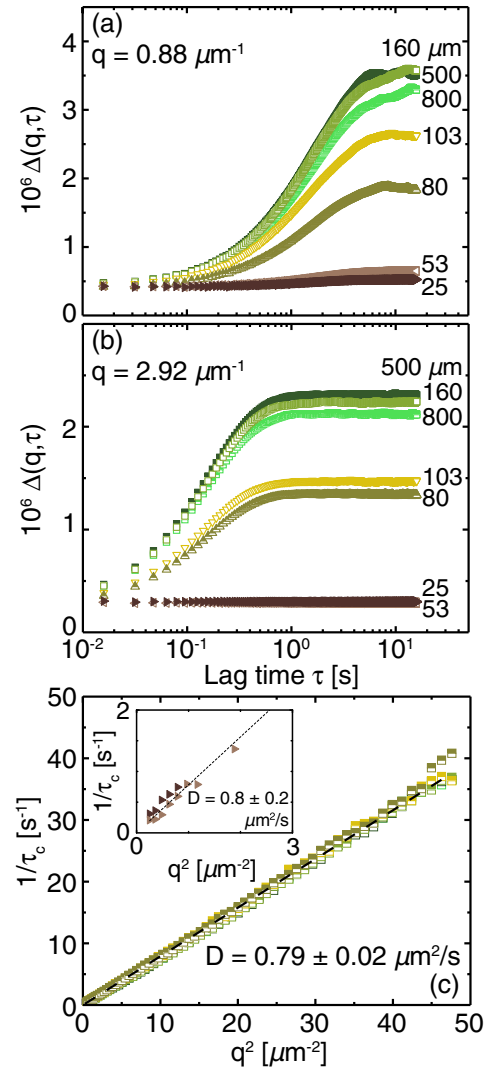 (a)
q = 0.88 μm⁻¹
160 μm
500
800
103
80
53
25
10⁶ Δ(q,τ)
4
3
2
1
0
(b)
q = 2.92 μm⁻¹
500 μm
160
800
103
80
25
53
10⁶ Δ(q,τ)
2
1
0
10⁻² 10⁻¹ 10⁰ 10¹
Lag time τ [s]
50
40
30
20
10
0
1/τc [s⁻¹]
2
1/τc [s⁻¹]
D = 0.8 ± 0.2
μm²/s
0
0 3
q² [μm⁻²]
D = 0.79 ± 0.02 μm²/s
(c)
0 10 20 30 40 50
q² [μm⁻²]